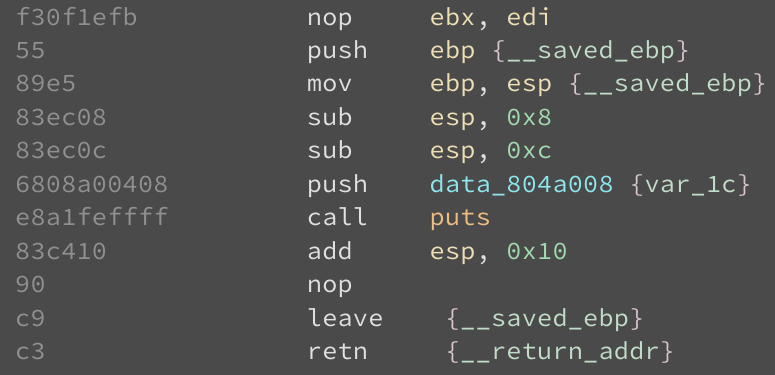 f30f1efb nop ebx, edi
55 push ebp {__saved_ebp}
89e5 mov ebp, esp {__saved_ebp}
83ec08 sub esp, 0x8
83ec0c sub esp, 0xc
6808a00408 push data_804a008 {var_1c}
e8a1feffff call puts
83c410 add esp, 0x10
90 nop
c9 leave {__saved_ebp}
c3 retn {__return_addr}